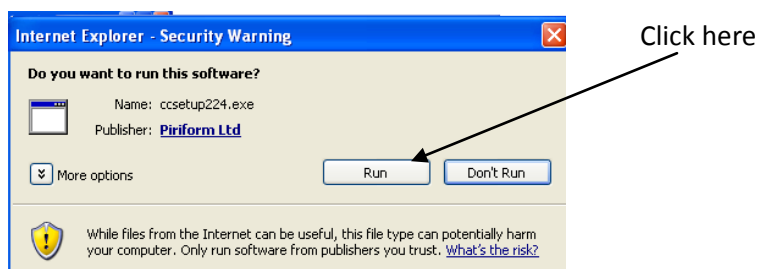 Internet Explorer - Security Warning
Click here
Do you want to run this software?
Name: ccsetup224.exe
Publisher: Piriform Ltd
More options
Run
Don't Run
While files from the Internet can be useful, this file type can potentially harm
your computer. Only run software from publishers you trust. What's the risk?